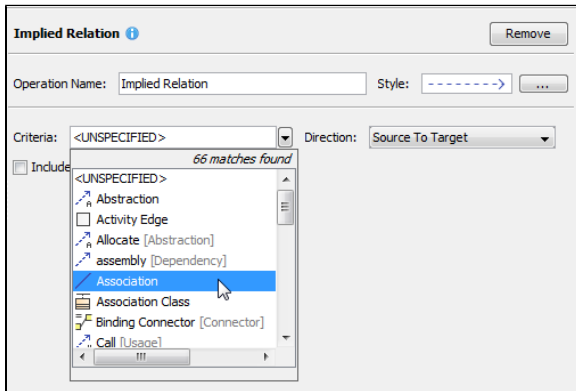 Implied Relation Remove
Operation Name: Implied Relation Style: ...
Criteria: <UNSPECIFIED> Direction: Source To Target
Include
66 matches found
<UNSPECIFIED>
Abstraction
Activity Edge
Allocate [Abstraction]
assembly [Dependency]
Association
Association Class
Binding Connector [Connector]
Call [Usage]